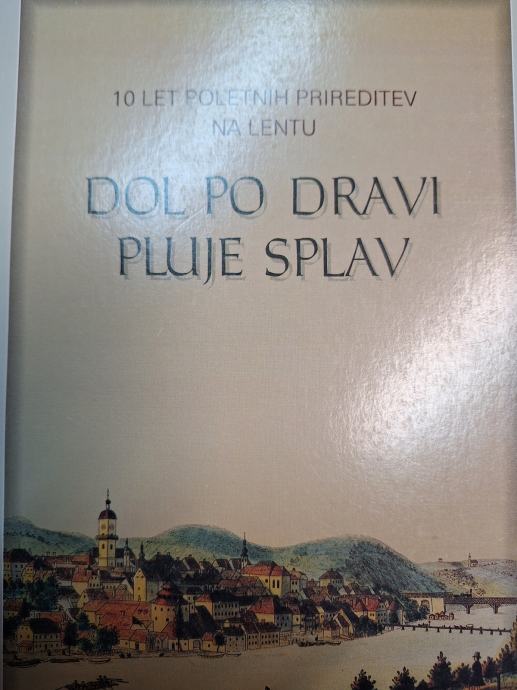 10 LET POLETNIH PRIREDITEV
NA LENTU
DOL PO DRAVI
PLUJE SPLAV